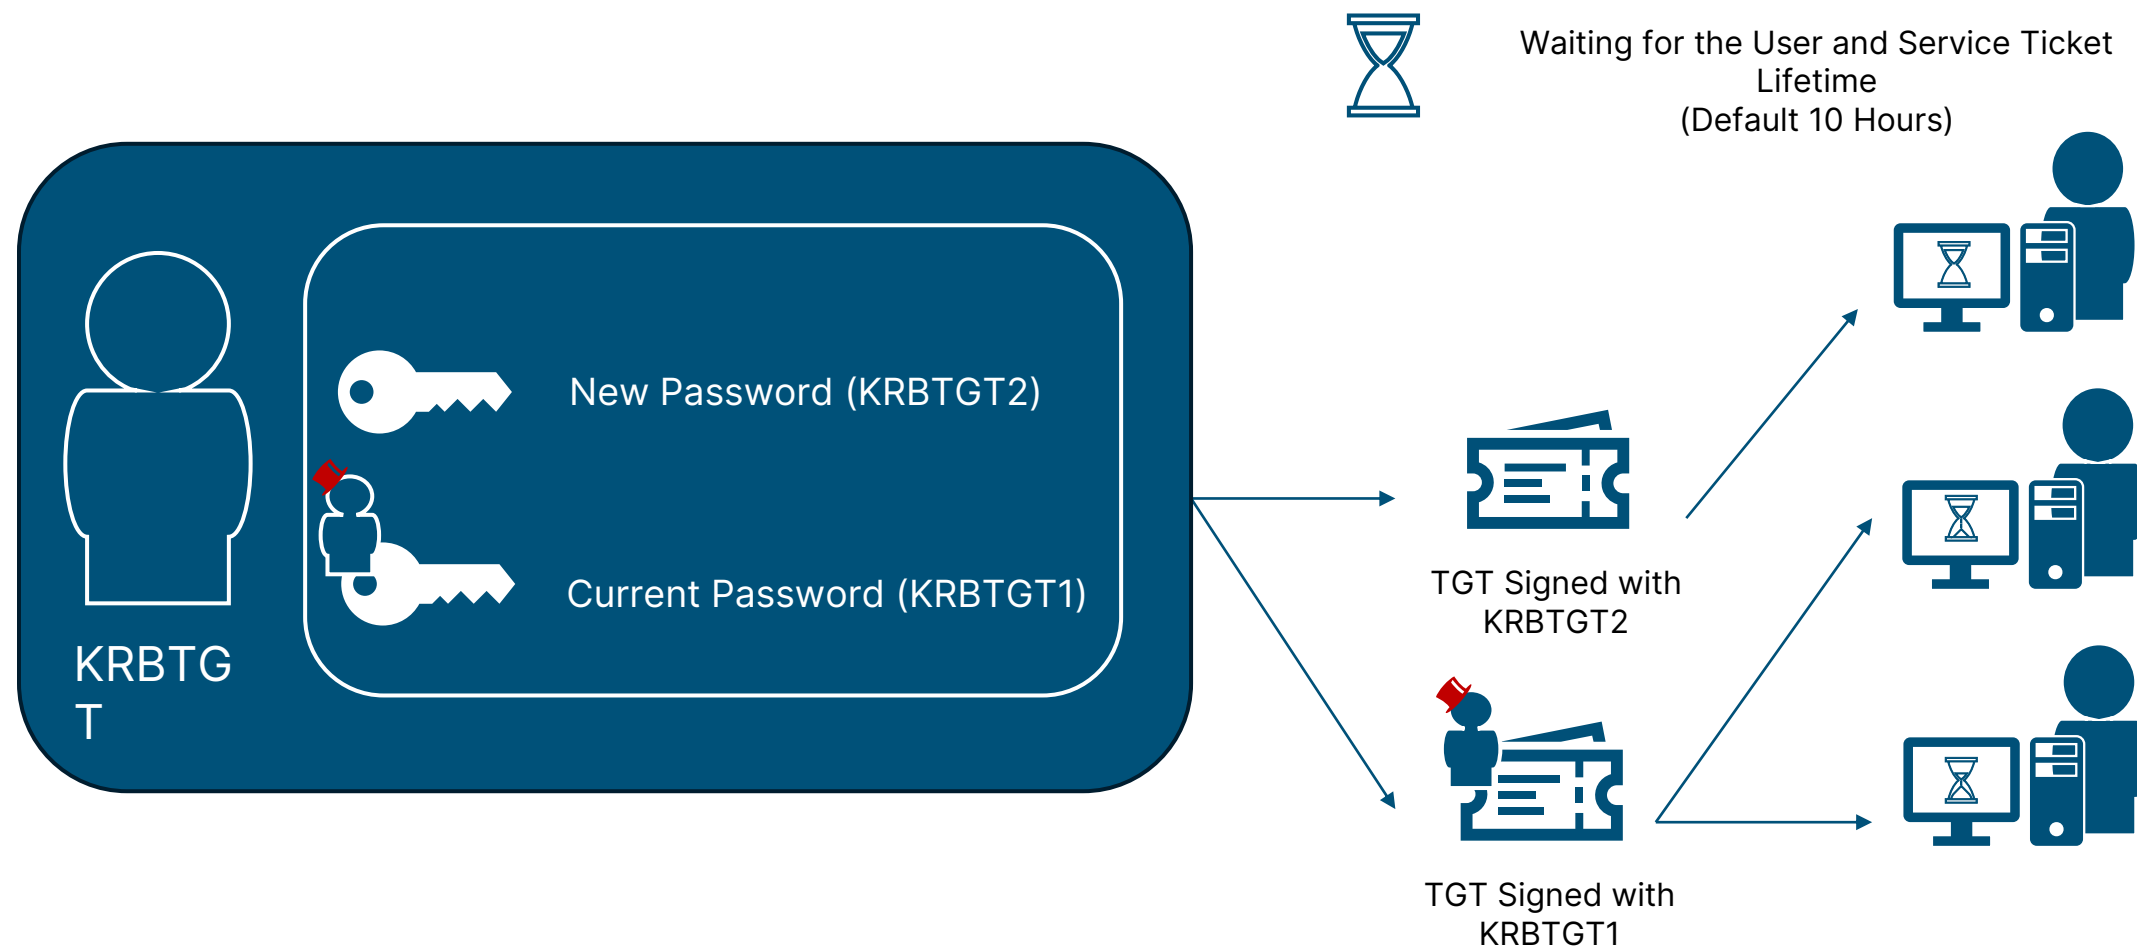 Waiting for the User and Service Ticket
Lifetime
(Default 10 Hours)
New Password (KRBTGT2)
Current Password (KRBTGT1)
KRBTG
T
TGT Signed with
KRBTGT2
TGT Signed with
KRBTGT1